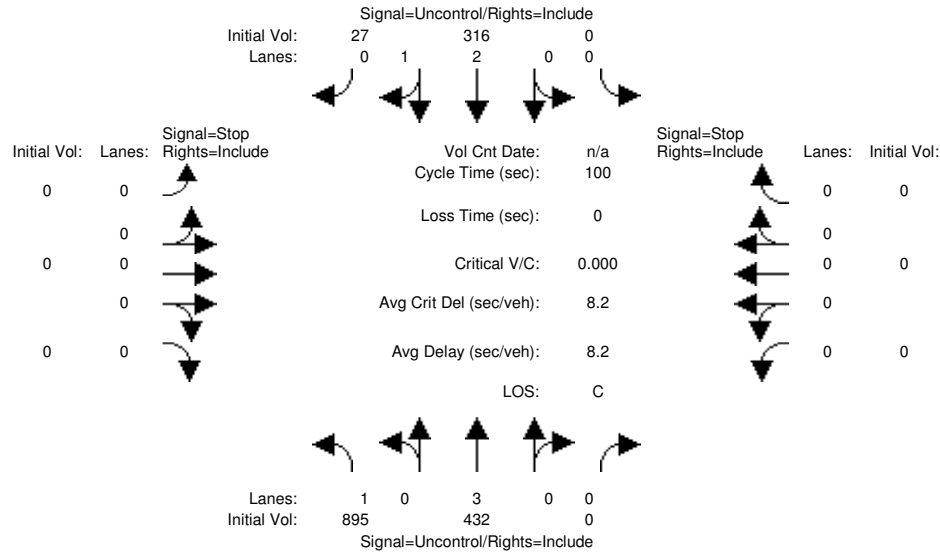 Signal=Uncontrol/Rights=Include
Initial Vol: 27 316 0
Lanes: 0 1 2 0 0
Signal=Stop
Initial Vol: Lanes: Rights=Include
Vol Cnt Date: n/a
Signal=Stop
Rights=Include Lanes: Initial Vol:
Cycle Time (sec): 100
0 0
0 0
Loss Time (sec): 0
0
0
0 0
Critical V/C: 0.000
0 0
0
Avg Crit Del (sec/veh): 8.2
0
0 0
Avg Delay (sec/veh): 8.2
0 0
LOS: C
Lanes: 1 0 3 0 0
Initial Vol: 895 432 0
Signal=Uncontrol/Rights=Include